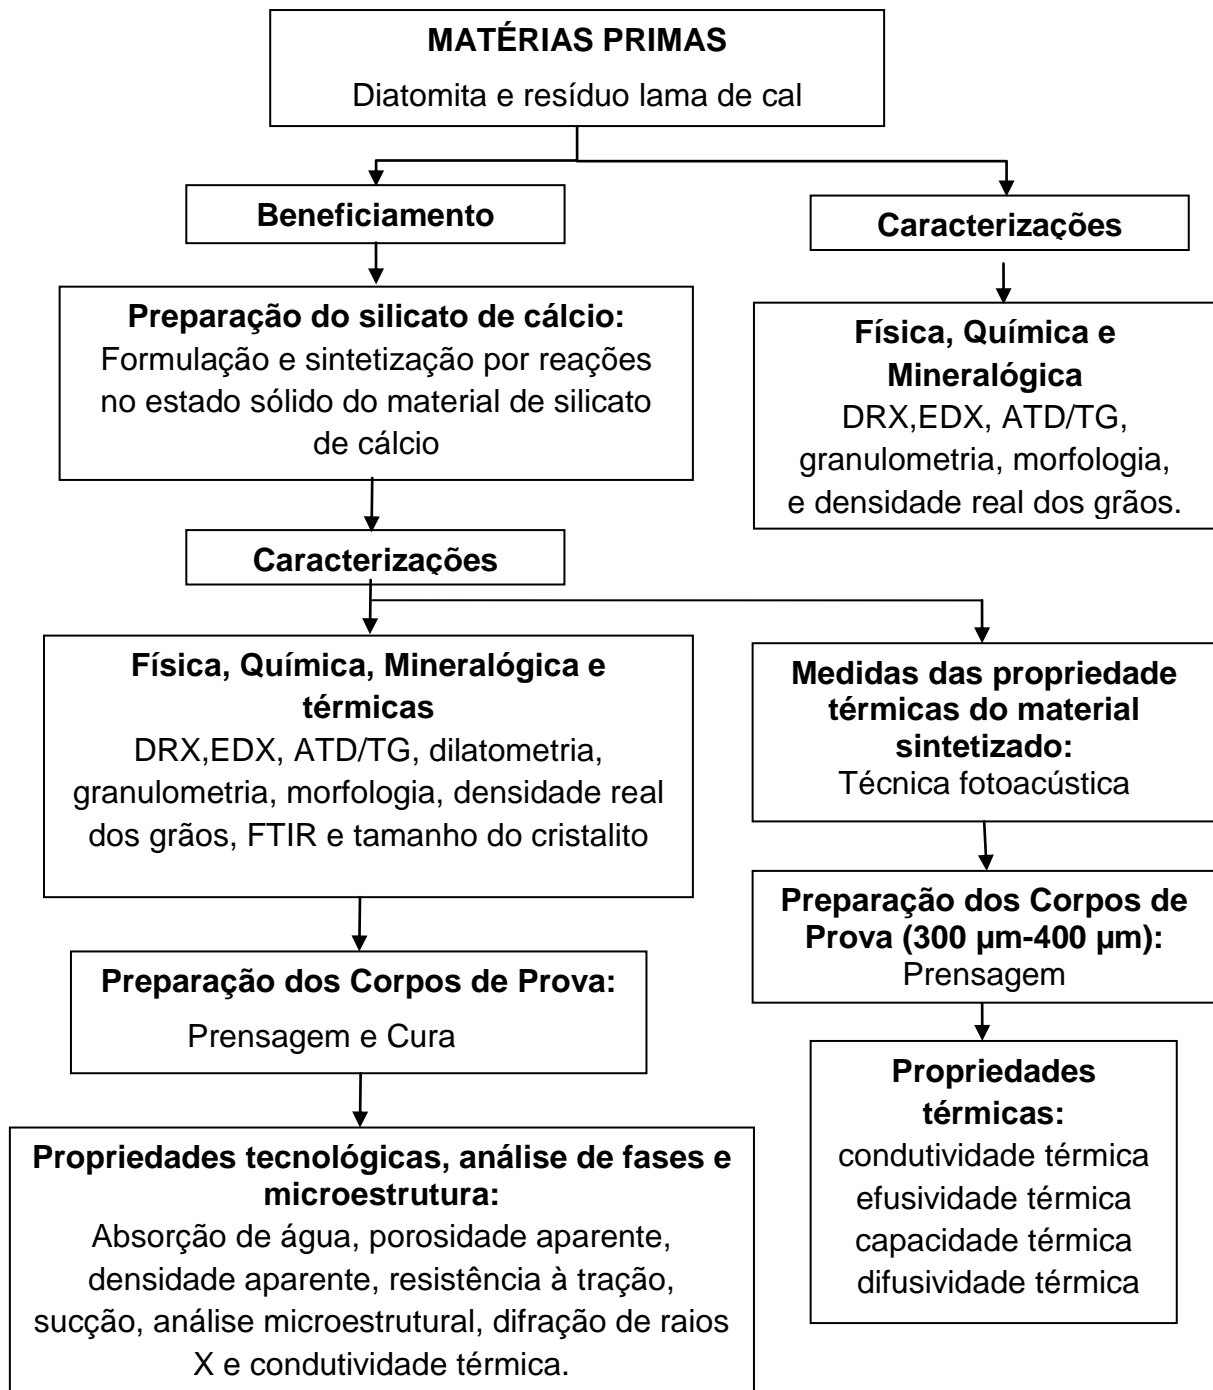 MATÉRIAS PRIMAS
Diatomita e resíduo lama de cal
Beneficiamento
Caracterizações
Preparação do silicato de cálcio:
Formulação e sintetização por reações
no estado sólido do material de silicato
de cálcio
Física, Química e
Mineralógica
DRX,EDX, ATD/TG,
granulometria, morfologia,
e densidade real dos grãos.
Caracterizações
Física, Química, Mineralógica e
térmicas
DRX,EDX, ATD/TG, dilatometria,
granulometria, morfologia, densidade real
dos grãos, FTIR e tamanho do cristalito
Medidas das propriedade
térmicas do material
sintetizado:
Técnica fotoacústica
Preparação dos Corpos de Prova:
Prensagem e Cura
Preparação dos Corpos de
Prova (300 µm-400 µm):
Prensagem
Propriedades tecnológicas, análise de fases e
microestrutura:
Absorção de água, porosidade aparente,
densidade aparente, resistência à tração,
sucção, análise microestrutural, difração de raios
X e condutividade térmica.
Propriedades
térmicas:
condutividade térmica
efusividade térmica
capacidade térmica
difusividade térmica